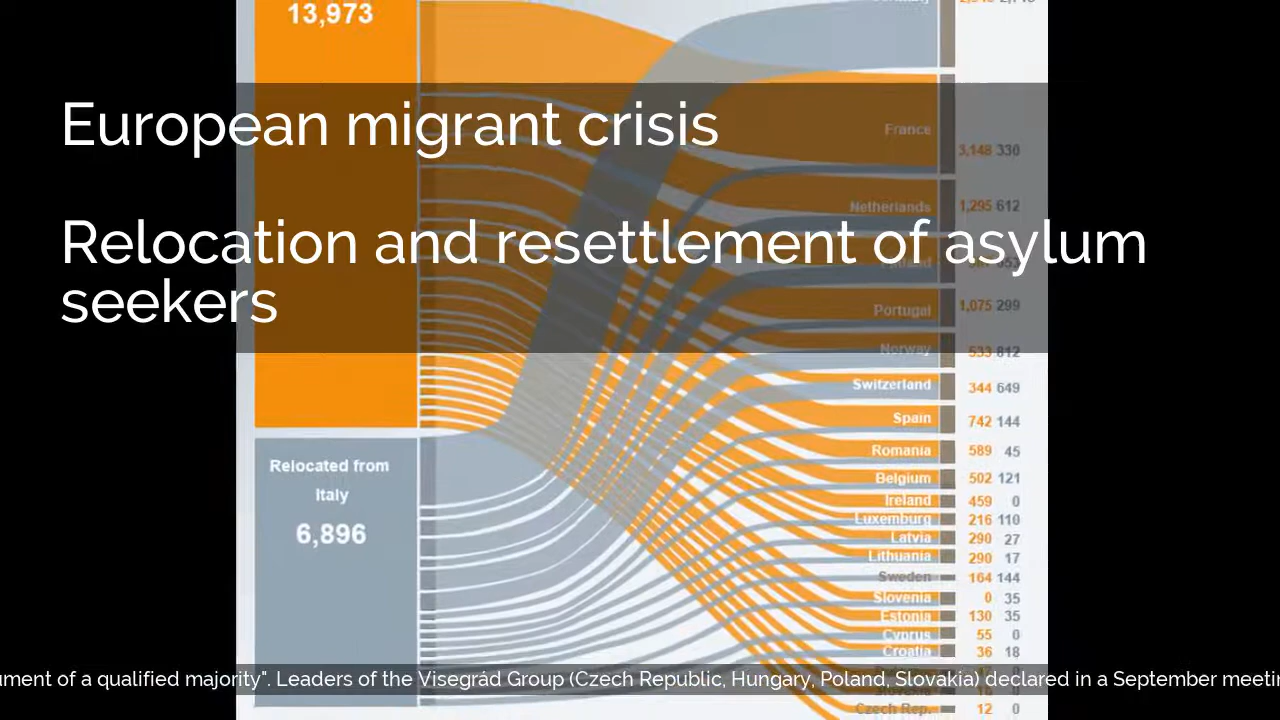 13,973
European migrant crisis
France
3,148 330
Netherlands 1,295 612
Relocation and resettlement of asylum
seekers
Portugal 1,075 299
Norway 533 812
Switzerland 344 649
Spain 742 144
Romania 589 45
Relocated from
Italy
6,896
Belgium 502 121
Ireland 459 0
Luxemburg 216 110
Latvia 290 27
Lithuania 290 17
Sweden 164 144
Slovenia 0 35
Estonia 130 35
Cyprus 55 0
Croatia 36 18
ument of a qualified majority". Leaders of the Visegrád Group (Czech Republic, Hungary, Poland, Slovakia) declared in a September meetin
Czech Rep. 12 0